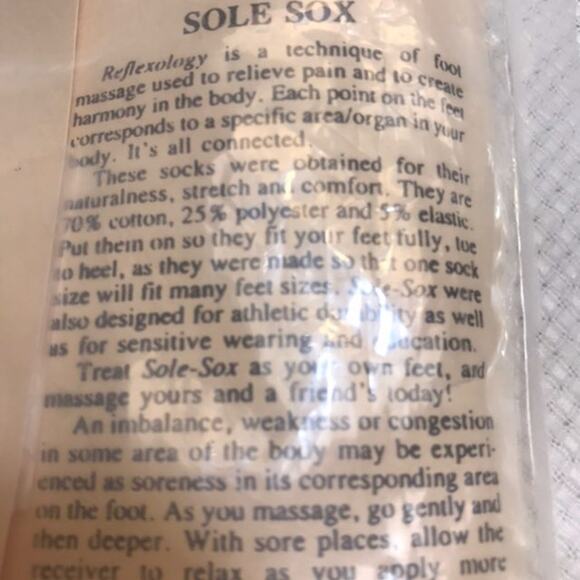 SOLE SOX
Reflexology is a technique of foot
massage used to relieve pain and to create
harmony in the body. Each point on the feet
corresponds to a specific area/organ in your
body. It's all connected.
These socks were obtained for their
naturalness, stretch and comfort. They are
70% cotton, 25% polyester and 5% elastic.
Put them on so they fit your feet fully, toe
to heel, as they were made so that one sock
size will fit many feet sizes. Sole-Sox were
also designed for athletic durability as well
as for sensitive wearing and education.
Treat Sole-Sox as your own feet, and
massage yours and a friend's today!
An imbalance, weakness or congestion
in some area of the body may be experi-
enced as soreness in its corresponding area
on the foot. As you massage, go gently and
then deeper. With sore places, allow the
receiver to relax as you apply more